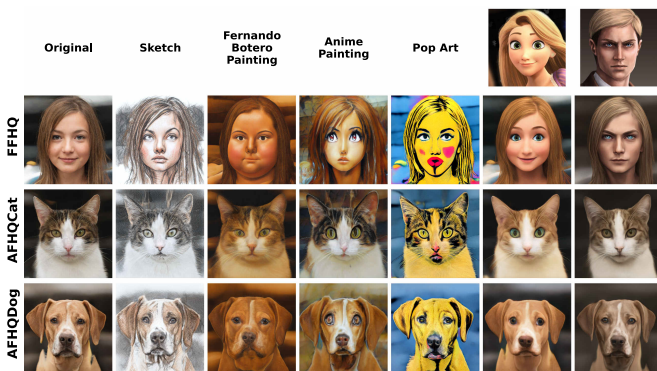 Original
Sketch
Fernando
Botero
Painting
Anime
Painting
Pop Art
FFHQ
AFHQCat
AFHQDog